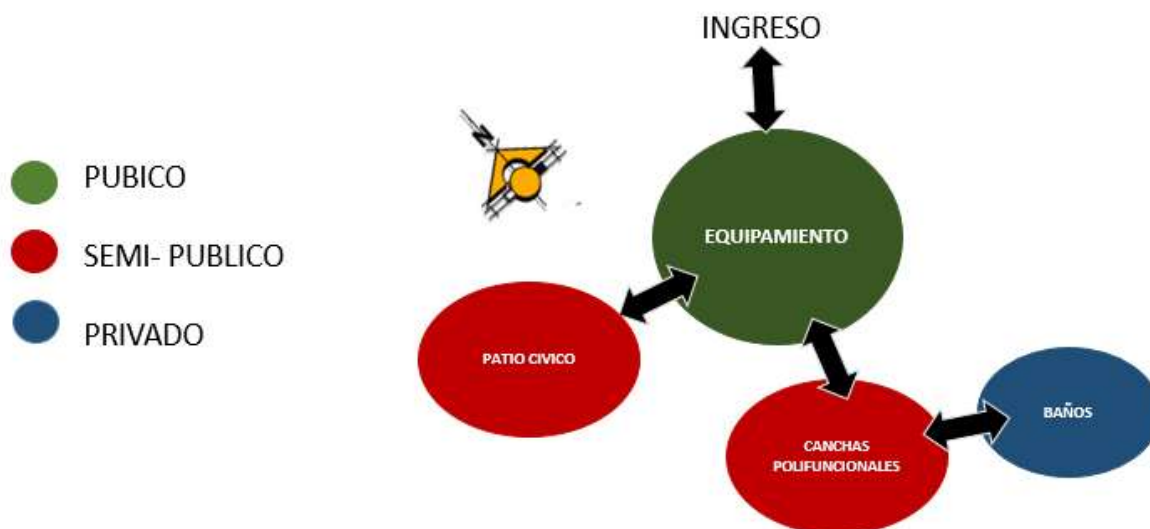 INGRESO
N
PUBICO
SEMI- PUBLICO
PRIVADO
EQUIPAMIENTO
PATIO CIVICO
CANCHAS
POLIFUNCIONALES
BAÑOS